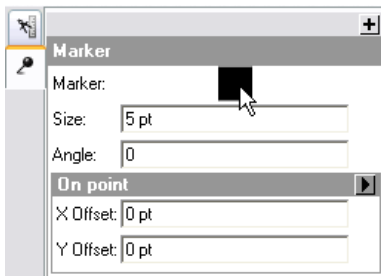 Marker
Marker:
Size: 5 pt
Angle: 0
On point
X Offset: 0 pt
Y Offset: 0 pt